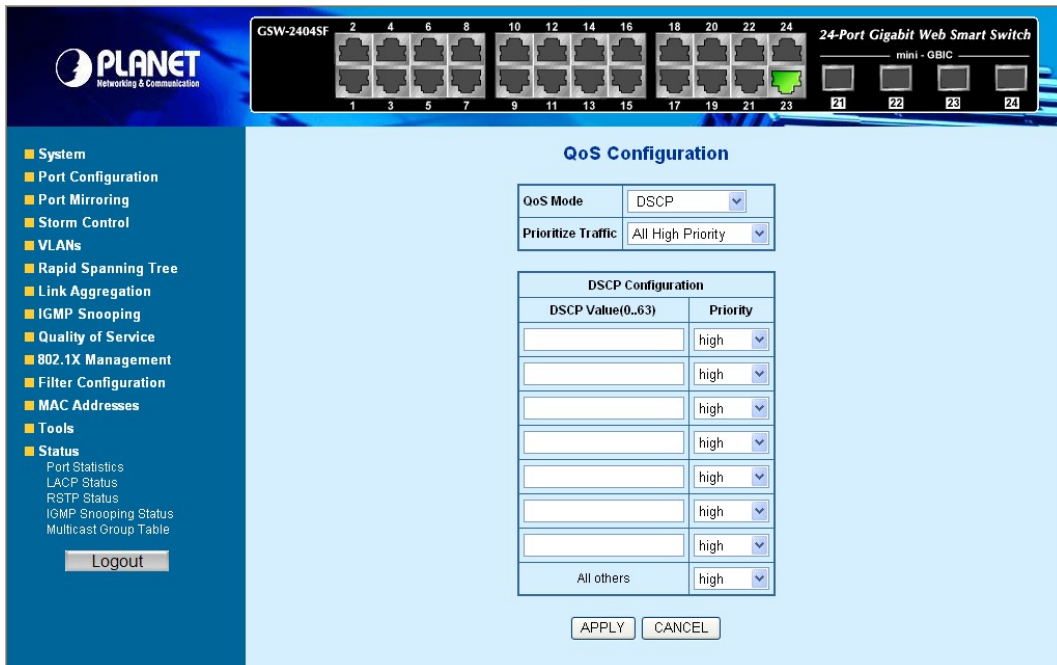 PLANET
Networking & Communication
GSW-2404SF
2 4 6 8 10 12 14 16 18 20 22 24
1 3 5 7 9 11 13 15 17 19 21 23
24-Port Gigabit Web Smart Switch
mini - GBIC
21 22 23 24
System
Port Configuration
Port Mirroring
Storm Control
VLANs
Rapid Spanning Tree
Link Aggregation
IGMP Snooping
Quality of Service
802.1X Management
Filter Configuration
MAC Addresses
Tools
Status
Port Statistics
LACP Status
RSTP Status
IGMP Snooping Status
Multicast Group Table
Logout
QoS Configuration
QoS Mode DSCP
Prioritize Traffic All High Priority
DSCP Configuration
DSCP Value(0..63) Priority
high
high
high
high
high
high
high
All others high
APPLY CANCEL